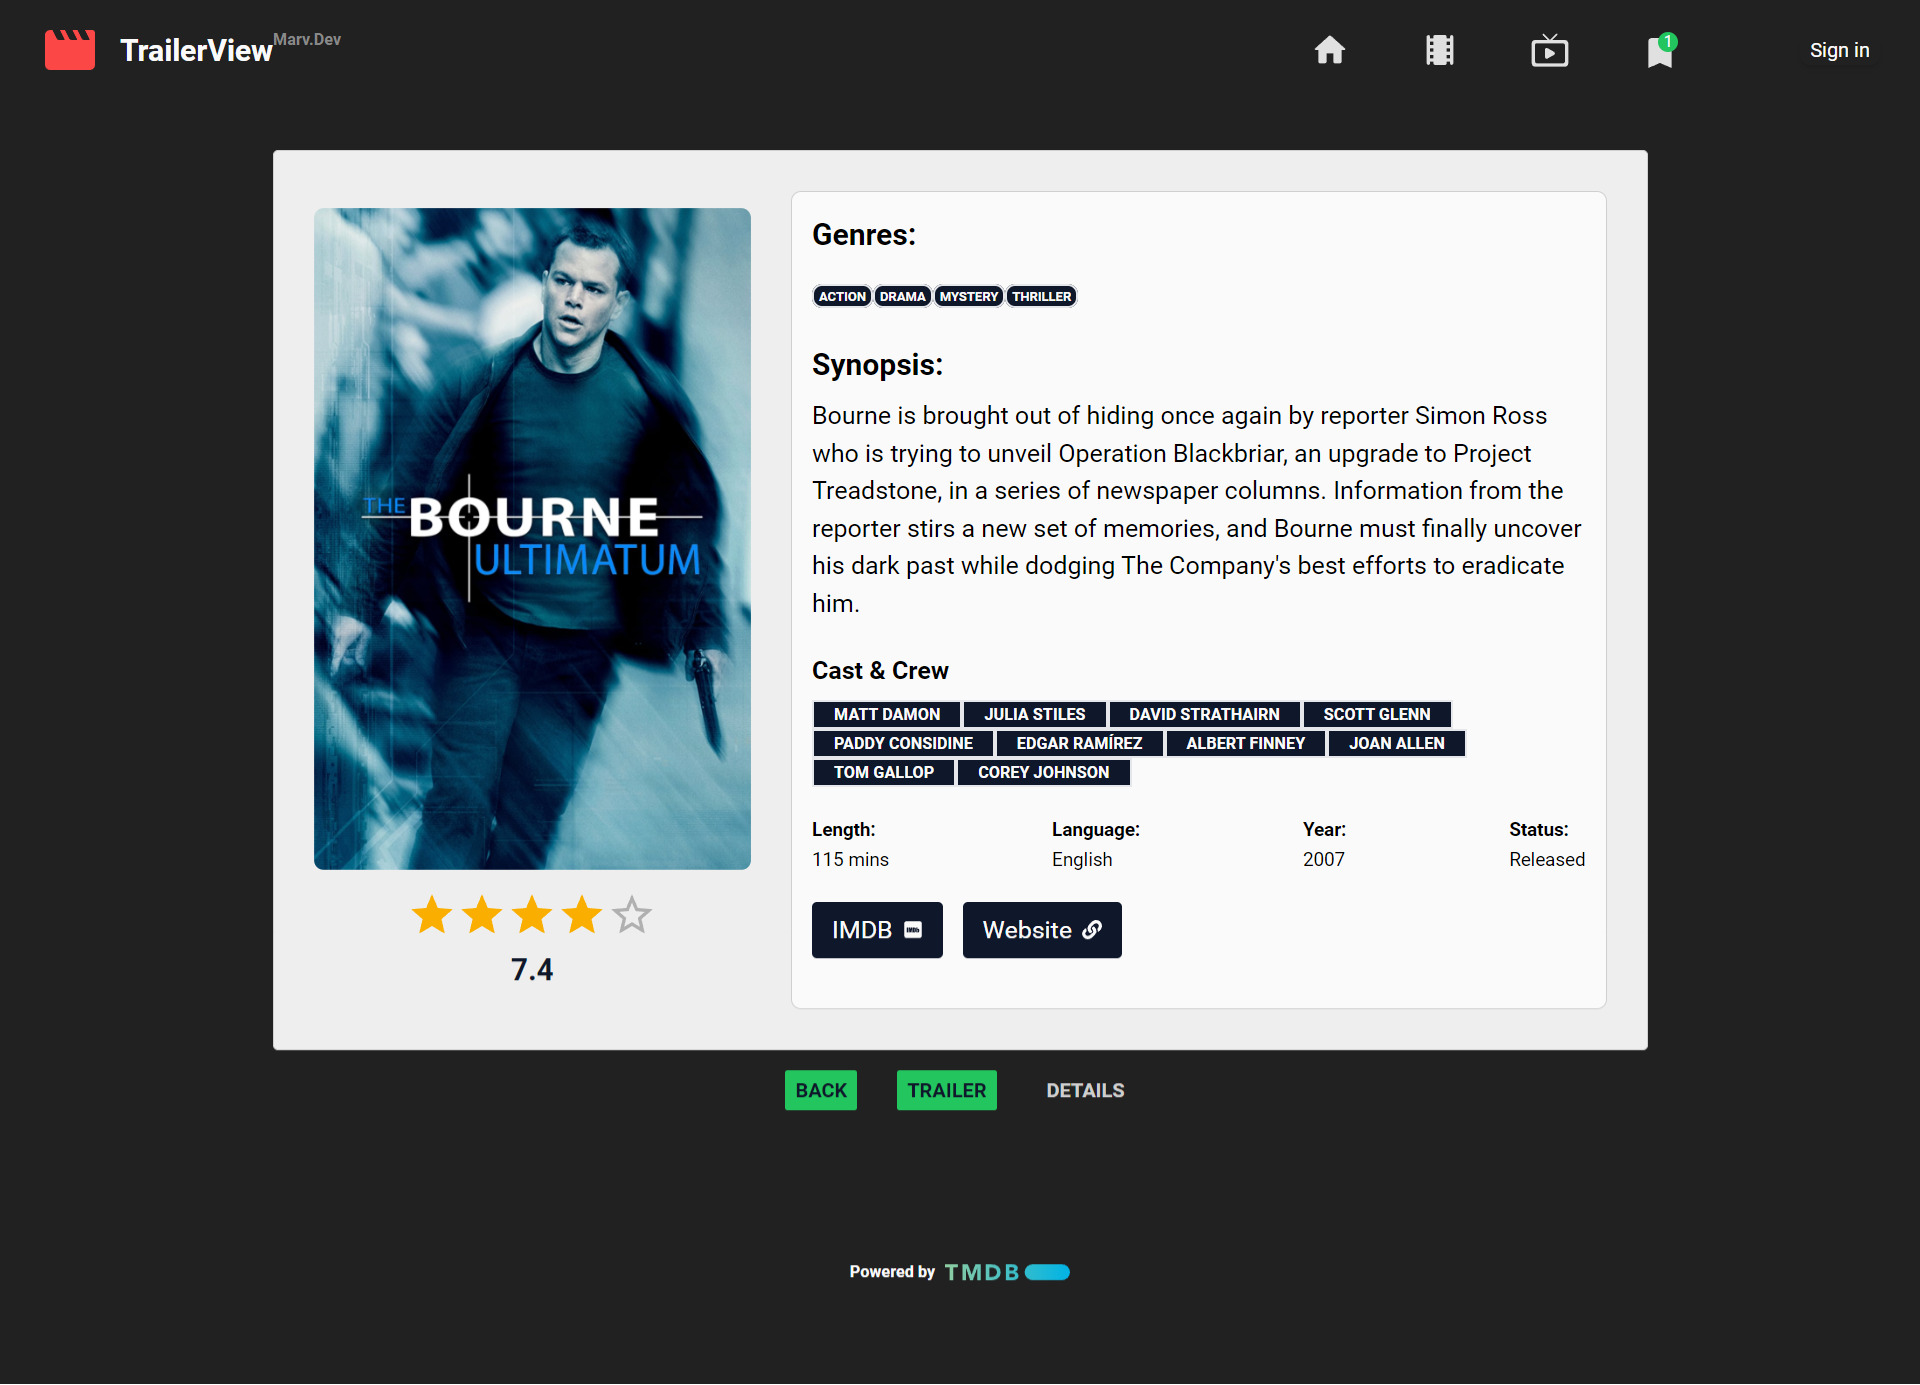 TrailerView Marv.Dev
1
Sign in
THE BOURNE
ULTIMATUM
7.4
Genres:
ACTION DRAMA MYSTERY THRILLER
Synopsis:
Bourne is brought out of hiding once again by reporter Simon Ross
who is trying to unveil Operation Blackbriar, an upgrade to Project
Treadstone, in a series of newspaper columns. Information from the
reporter stirs a new set of memories, and Bourne must finally uncover
his dark past while dodging The Company's best efforts to eradicate
him.
Cast & Crew
MATT DAMON JULIA STILES DAVID STRATHAIRN SCOTT GLENN
PADDY CONSIDINE EDGAR RAMÍREZ ALBERT FINNEY JOAN ALLEN
TOM GALLOP COREY JOHNSON
Length: Language: Year: Status:
115 mins English 2007 Released
IMDB IMDb Website
BACK TRAILER DETAILS
Powered by TMDB